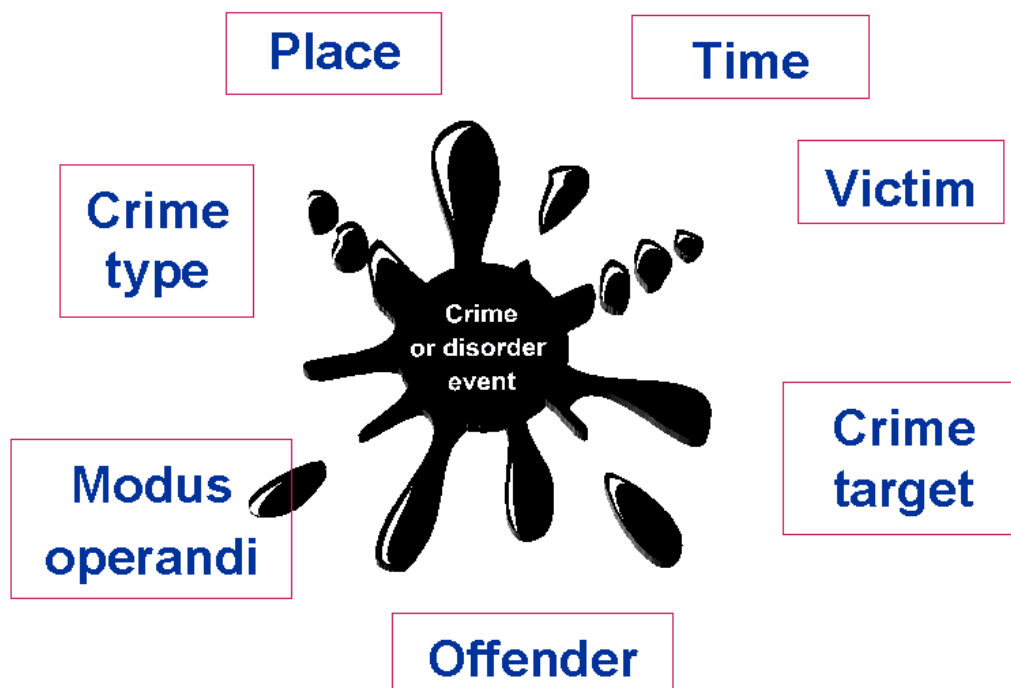 Place
Time
Victim
Crime
type
Crime
or disorder
event
Crime
target
Modus
operandi
Offender